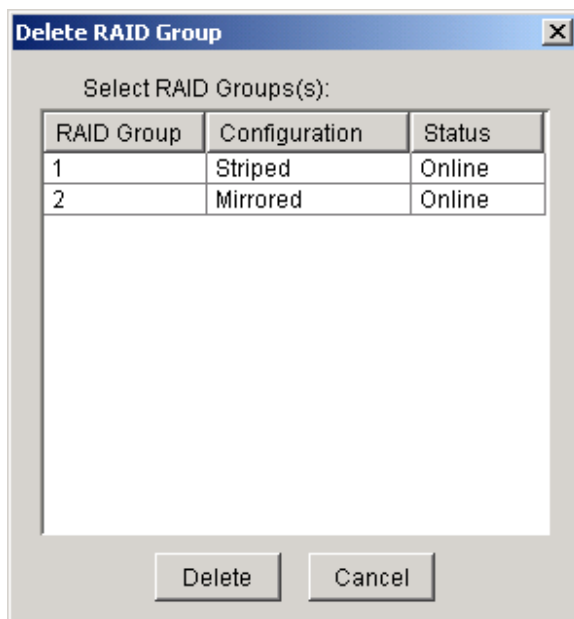 Delete RAID Group
Select RAID Groups(s):
RAID Group Configuration Status
1 Striped Online
2 Mirrored Online
Delete Cancel